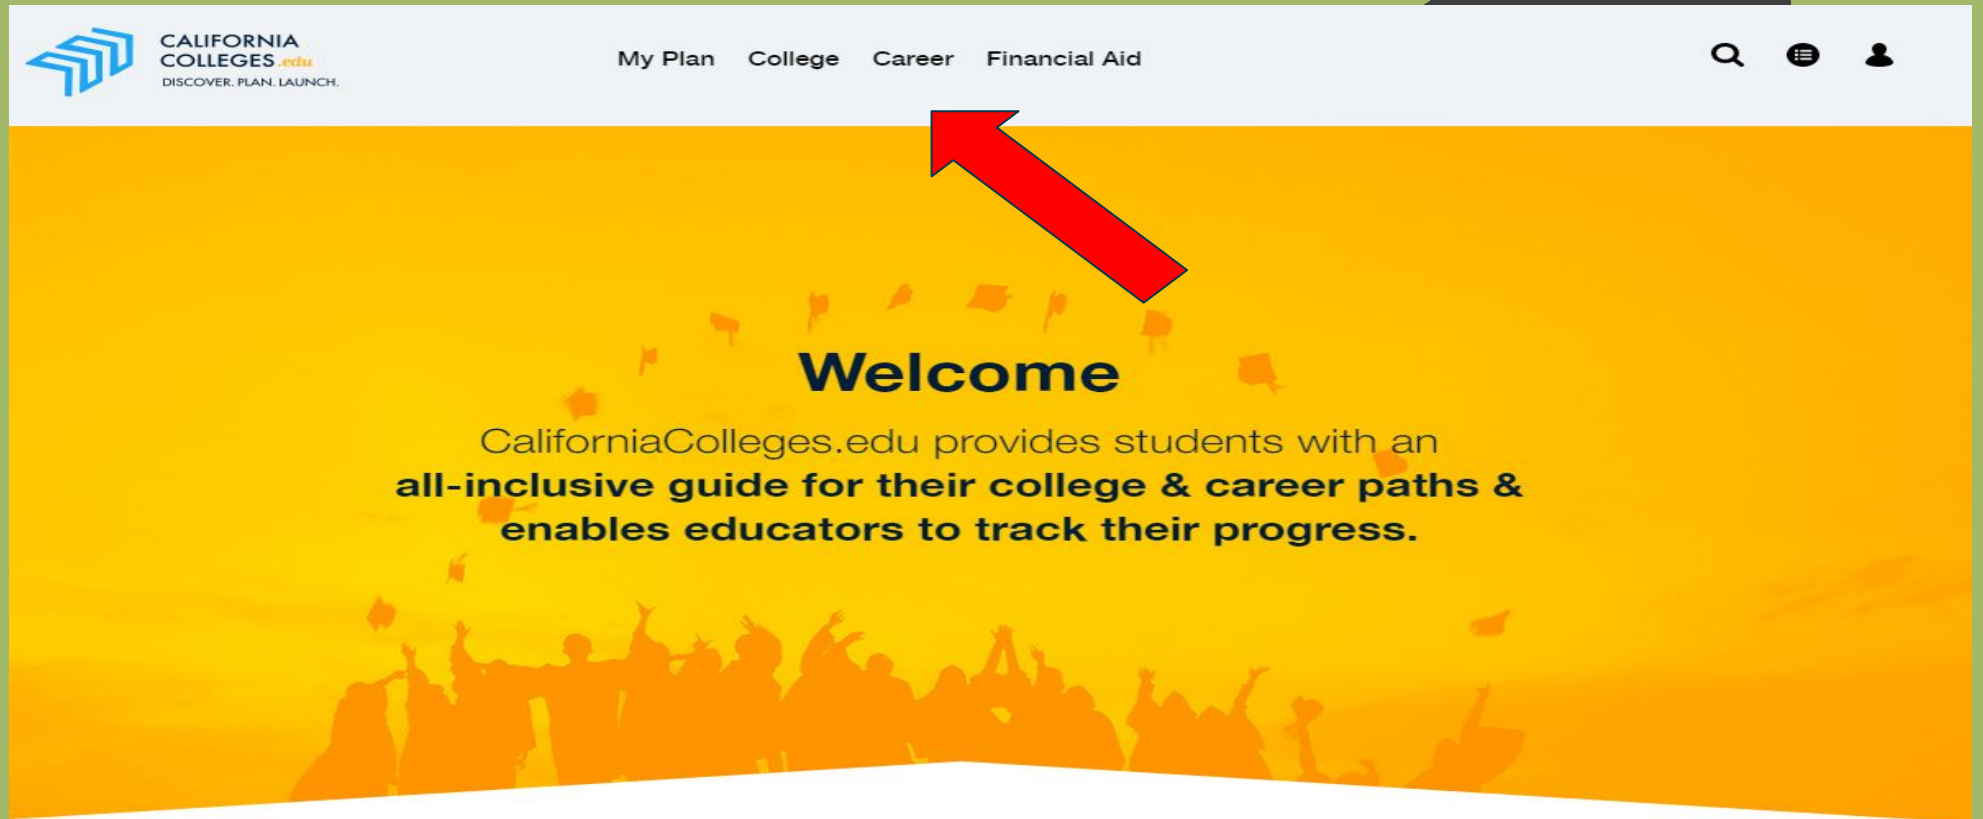 CALIFORNIA
COLLEGES.edu
DISCOVER. PLAN. LAUNCH.
My Plan College Career Financial Aid
Welcome
CaliforniaColleges.edu provides students with an
all-inclusive guide for their college & career paths &
enables educators to track their progress.